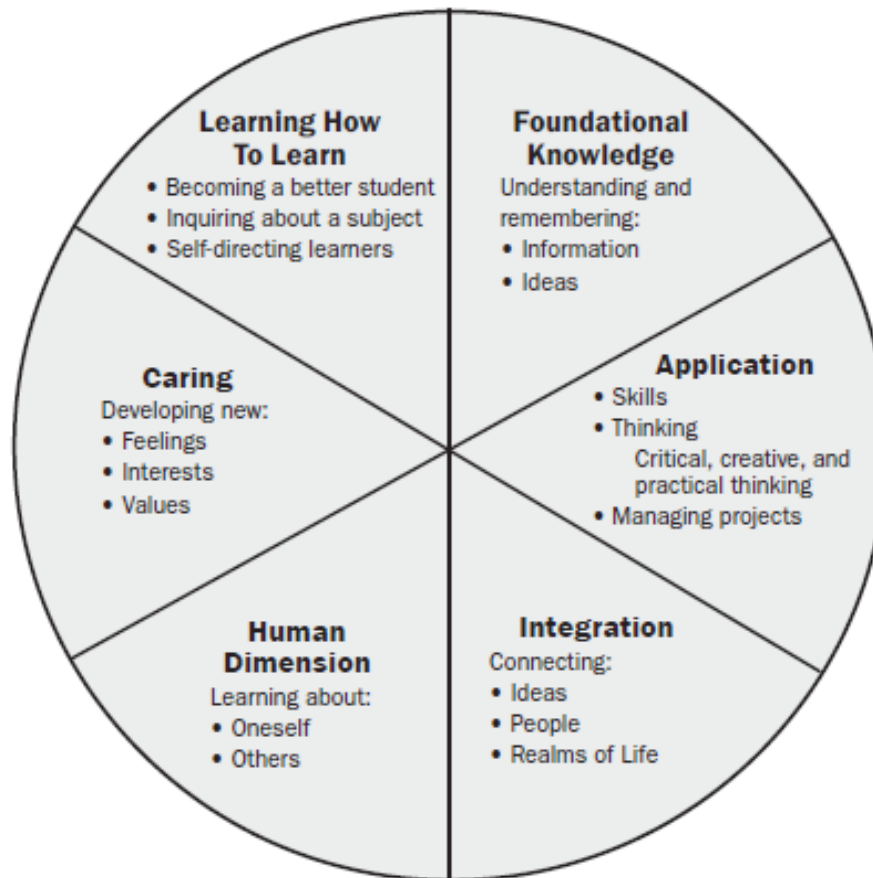 Learning How
To Learn
• Becoming a better student
• Inquiring about a subject
• Self-directing learners
Foundational
Knowledge
Understanding and
remembering:
• Information
• Ideas
Application
• Skills
• Thinking
Critical, creative, and
practical thinking
• Managing projects
Integration
Connecting:
• Ideas
• People
• Realms of Life
Human
Dimension
Learning about:
• Oneself
• Others
Caring
Developing new:
• Feelings
• Interests
• Values